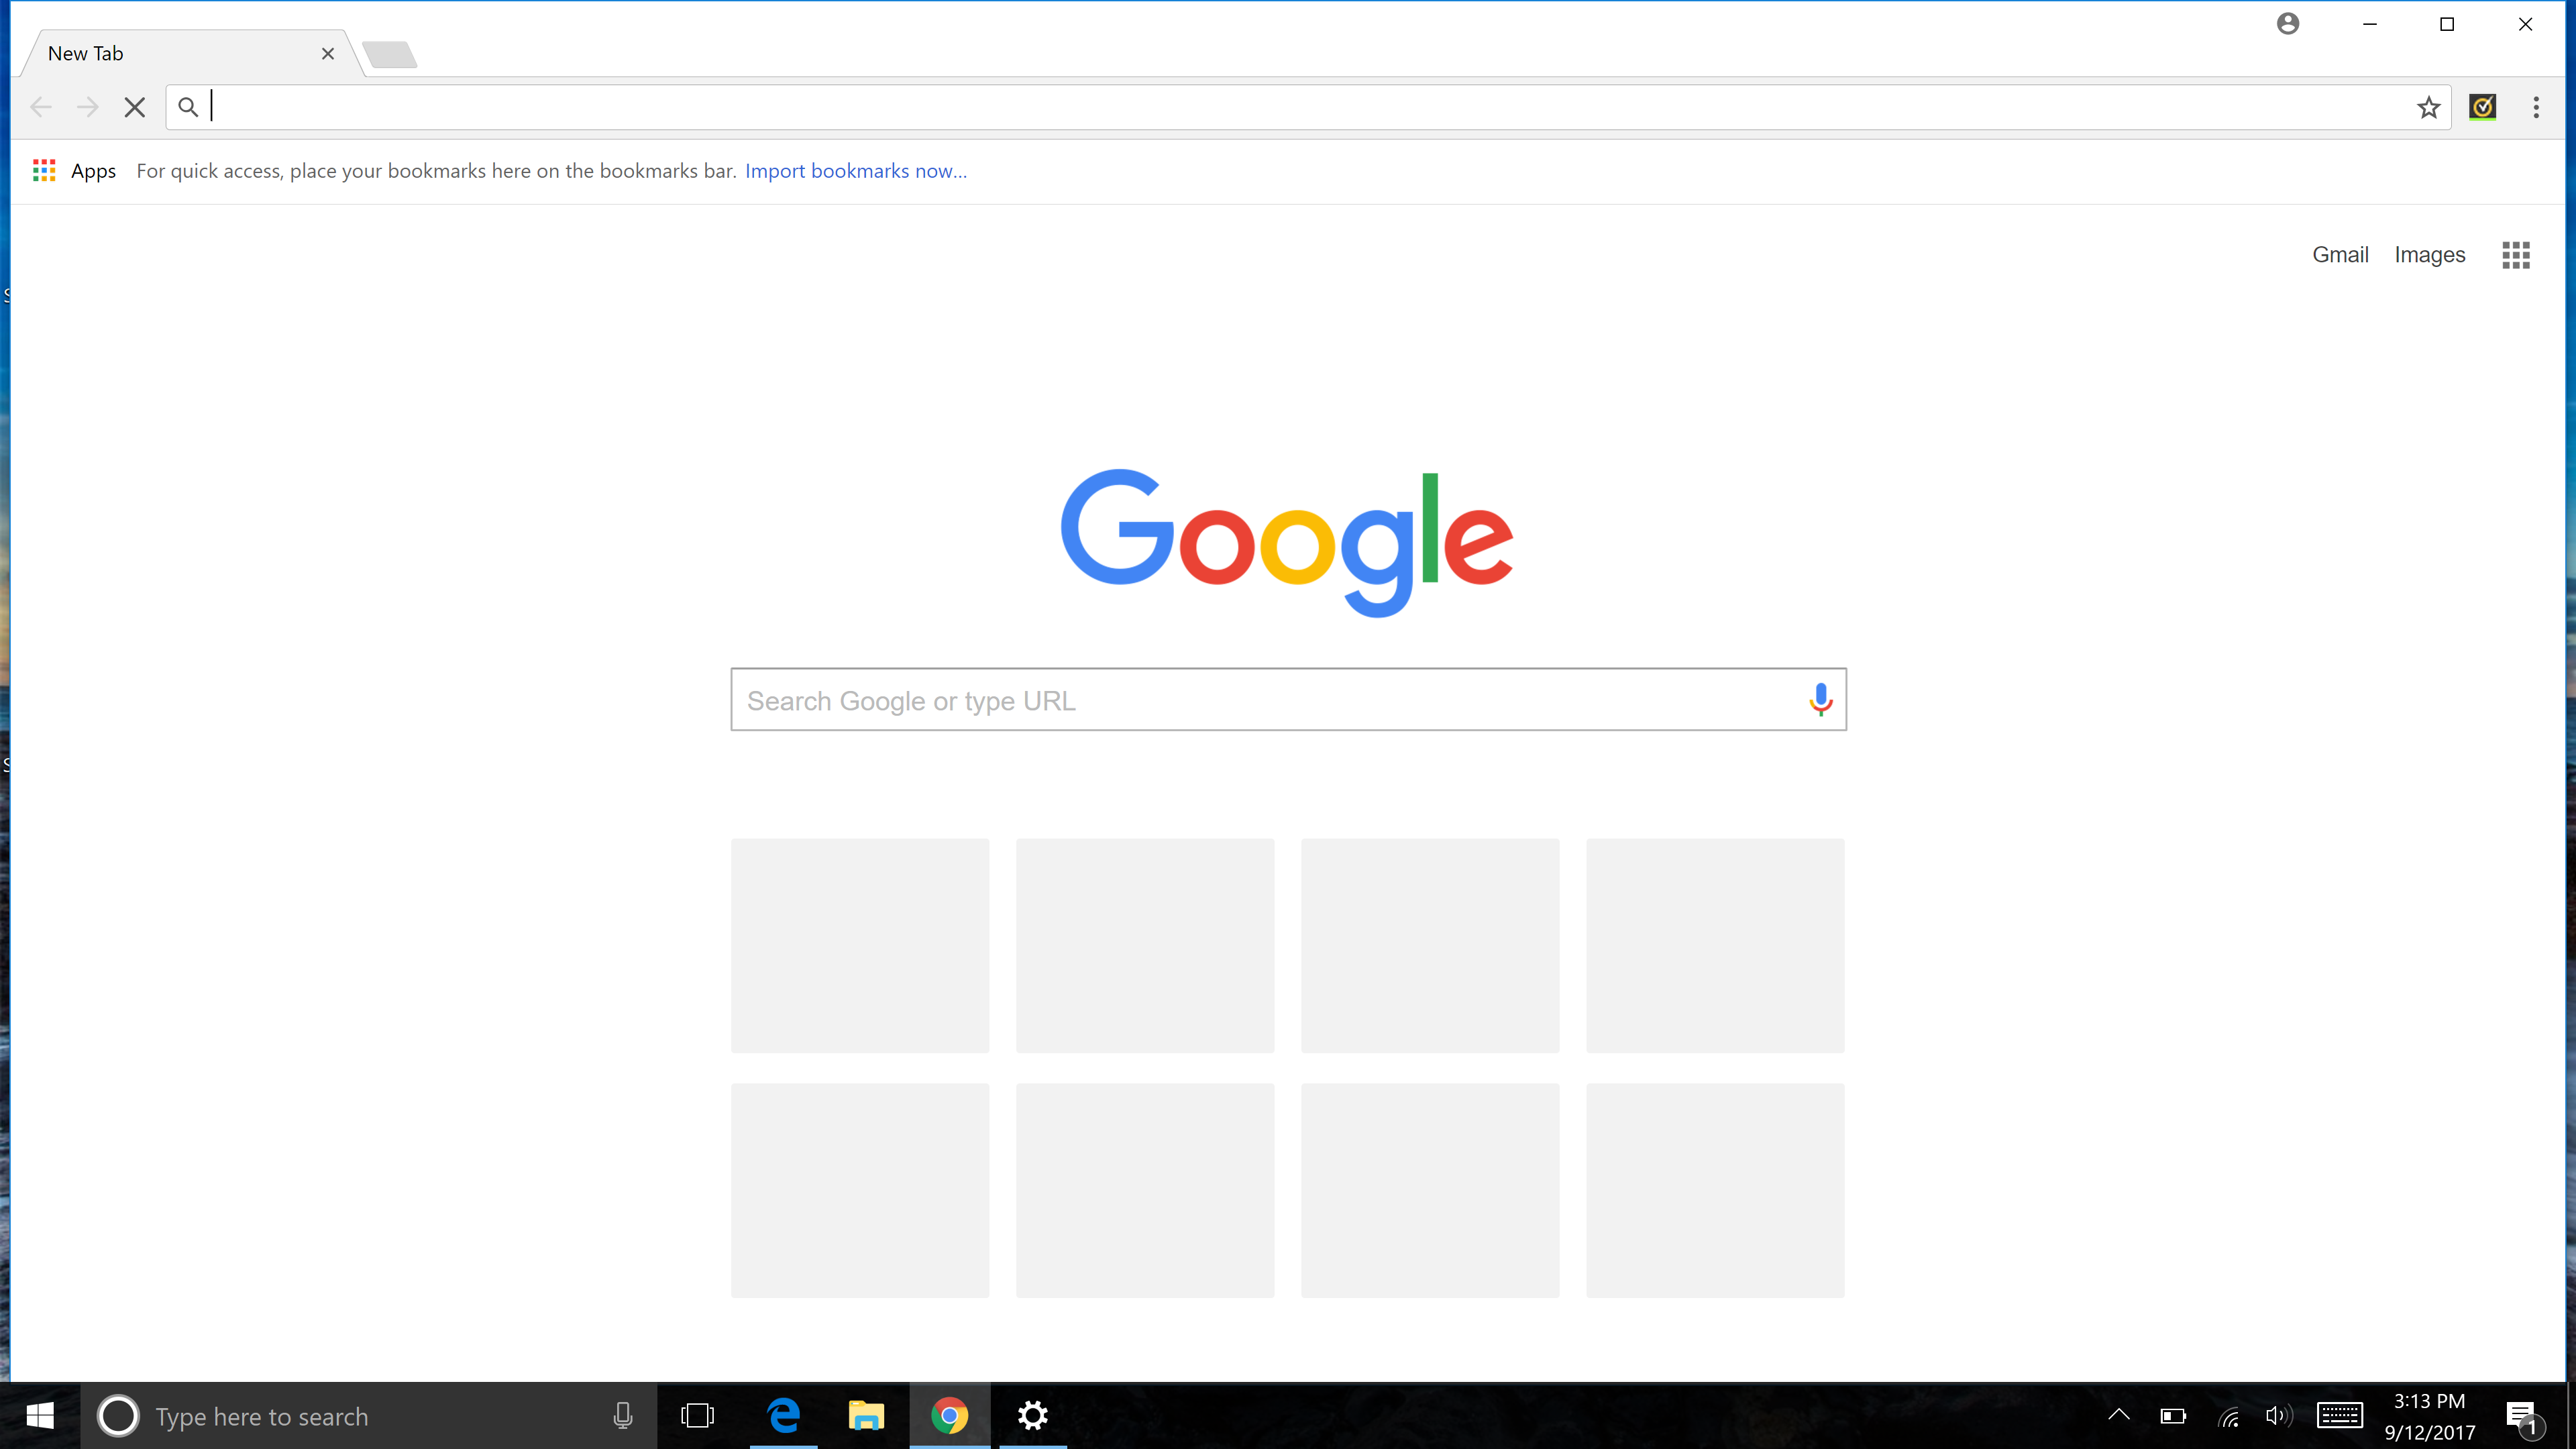 New Tab
Apps For quick access, place your bookmarks here on the bookmarks bar. Import bookmarks now...
Gmail Images
S
Google
Search Google or type URL
S
Type here to search
3:13 PM
9/12/2017
1